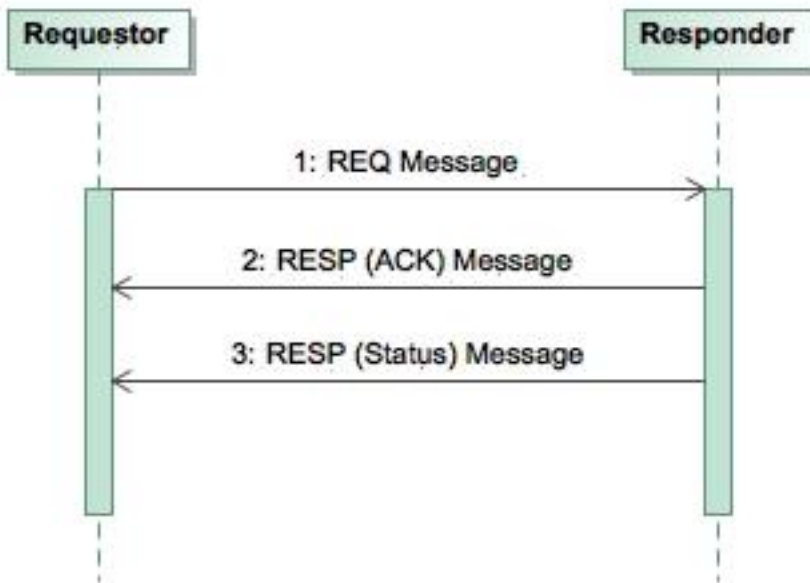 Requestor
Responder
1: REQ Message
2: RESP (ACK) Message
3: RESP (Status) Message